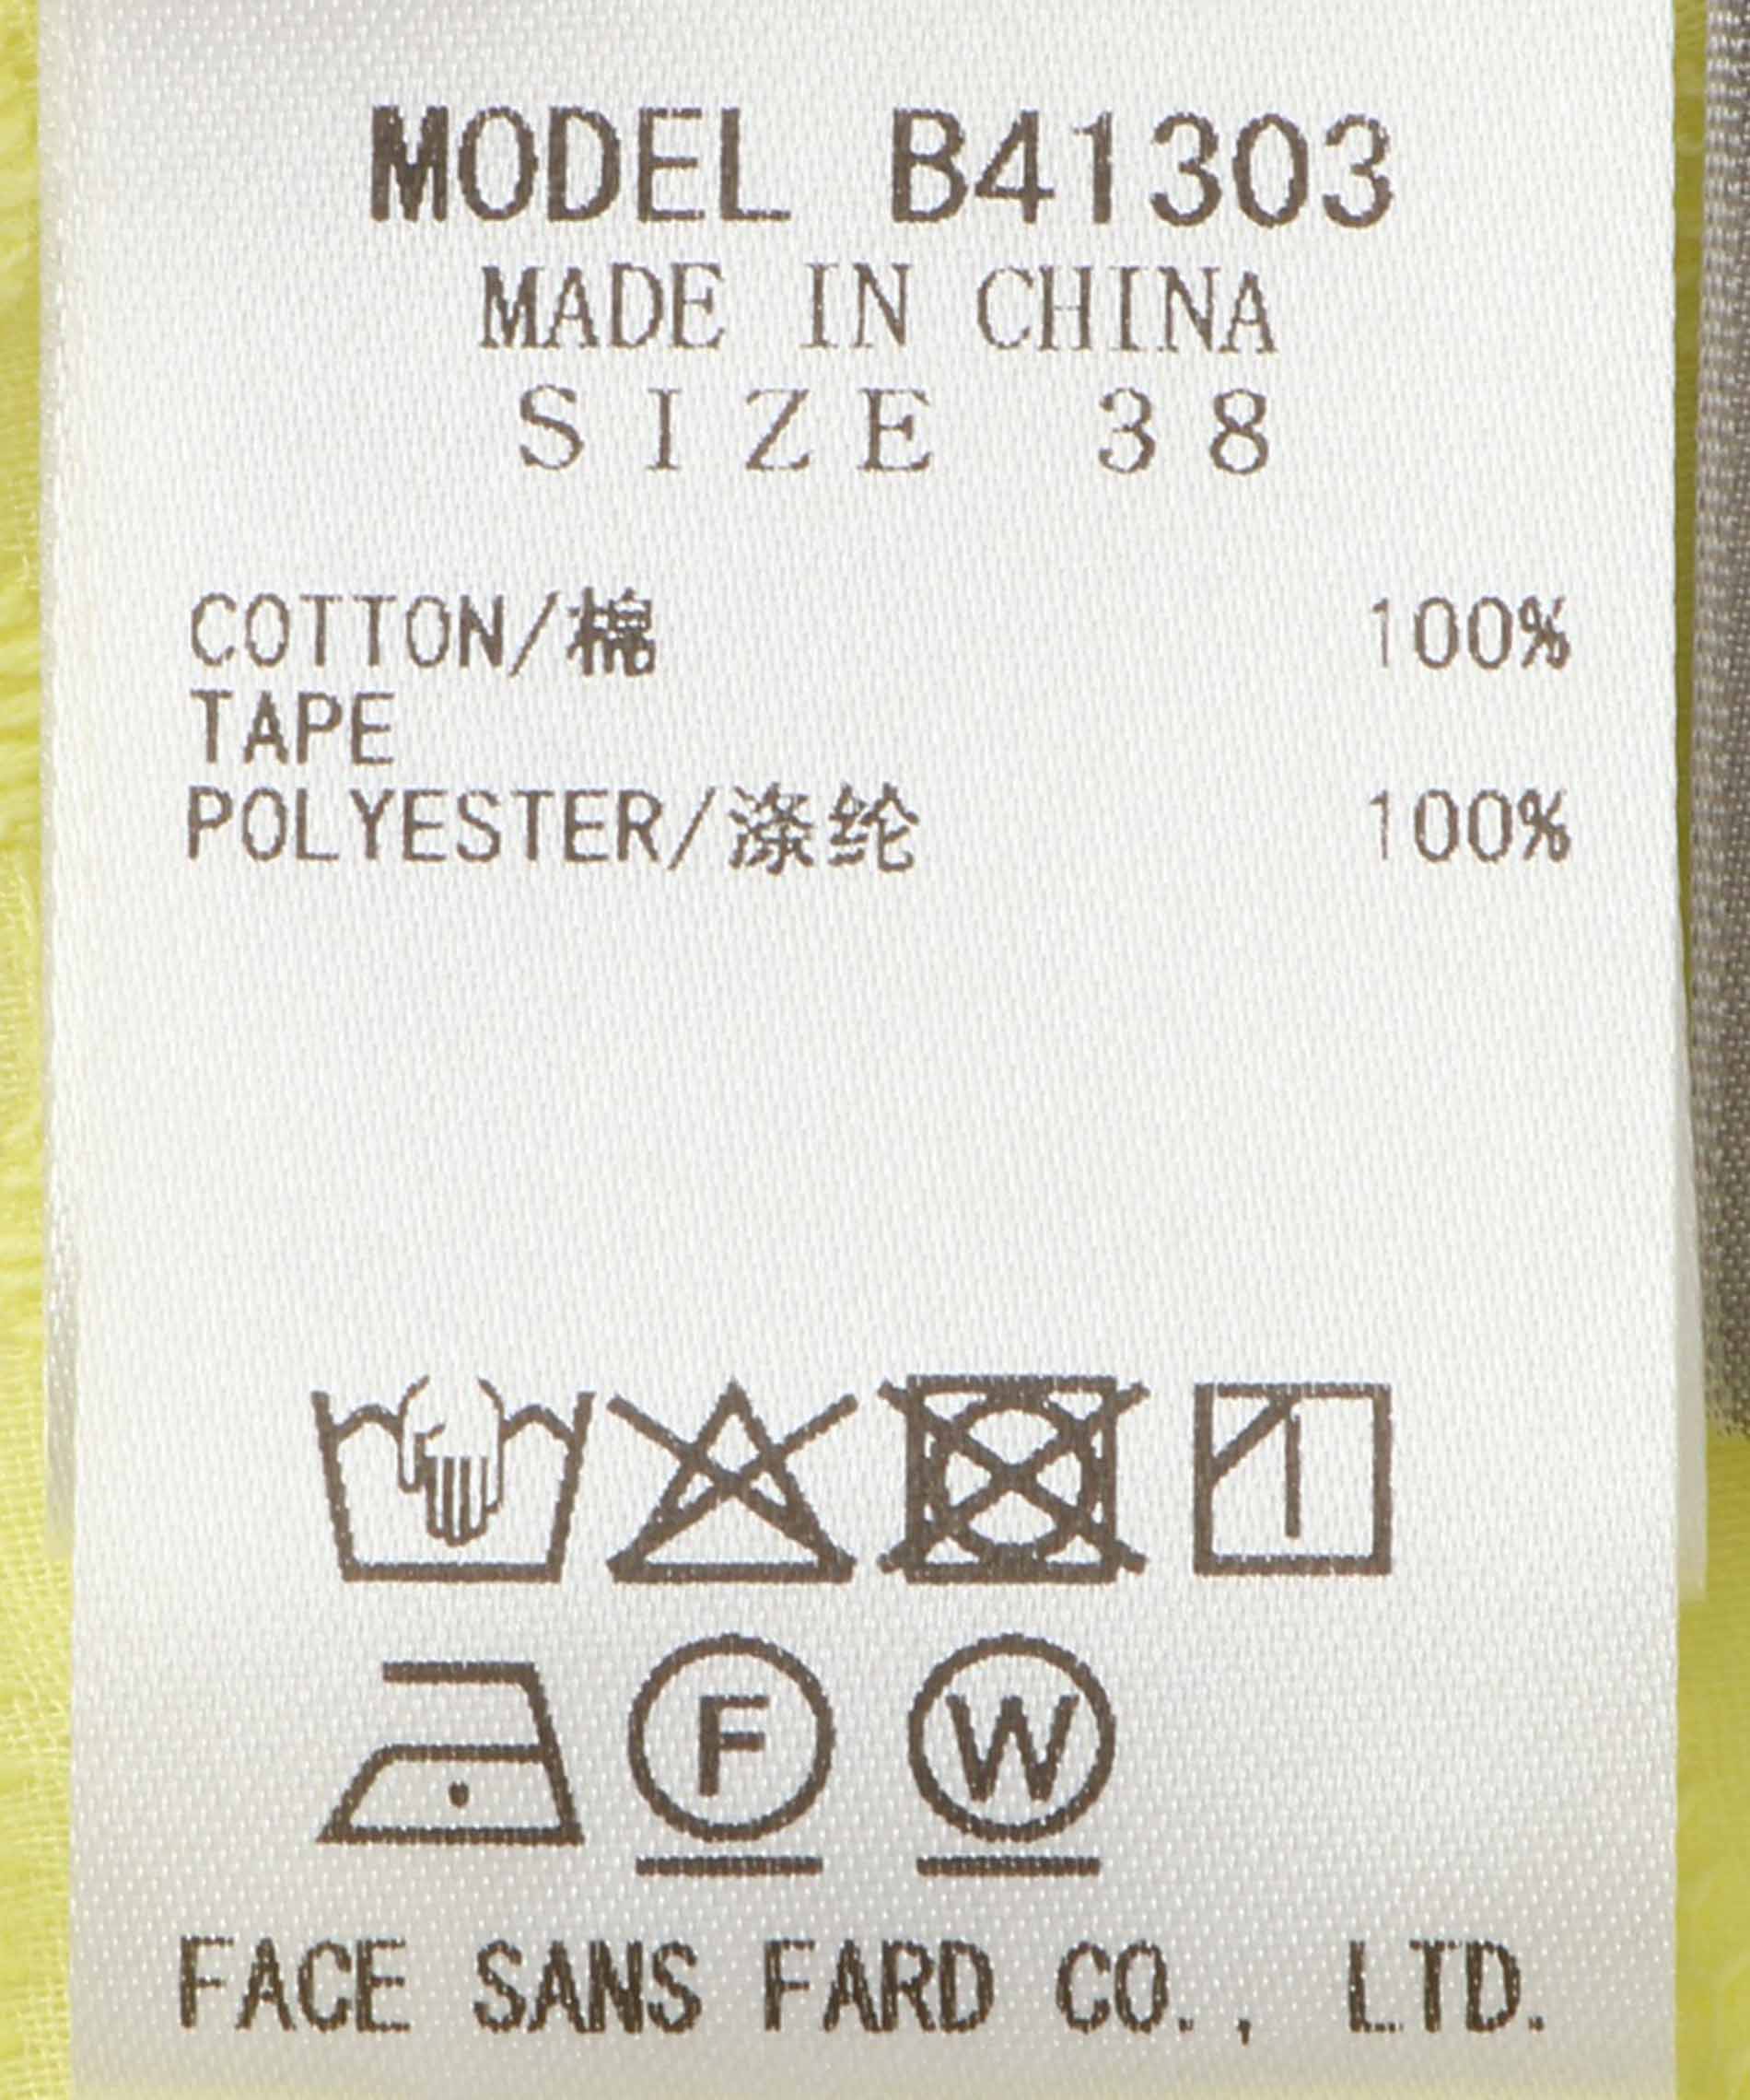 MODEL B41303
MADE IN CHINA
SIZE 38
COTTON/棉 100%
TAPE
POLYESTER/涤纶 100%
F W
FACE SANS FARD CO., LTD.